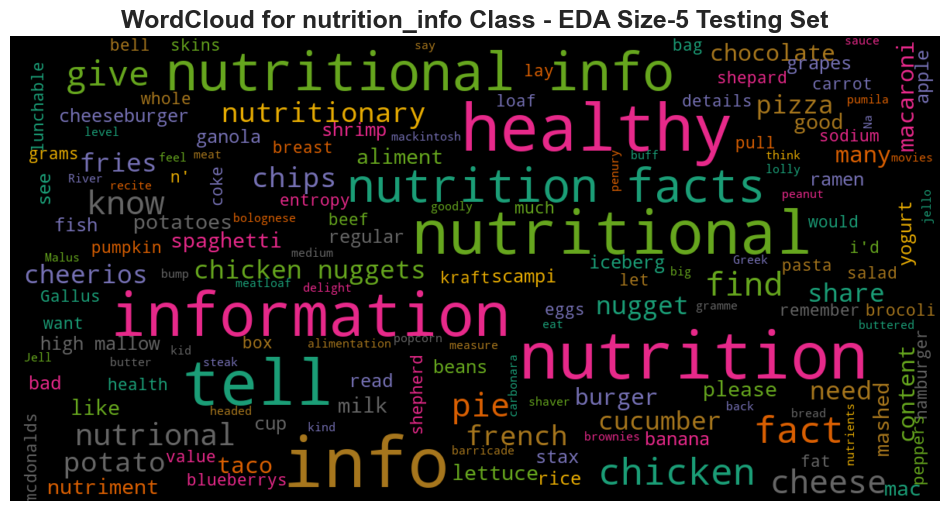 WordCloud for nutrition_info Class - EDA Size-5 Testing Set
bell skins say bag chocolate sauce
give nutritional info lay shepard grapes macaroni apple
lunchable whole cheeseburger nutritionary loaf details carrot
level ganola shrimp mackintosh healthy pizza pumila good Na sodium
grams fries feel meat breast aliment pull many movies
see River recite n' coke chips entropy nutrition facts penury buff think lolly peanut ramen
know potatoes bolognese beef goodly much would jello
fish pumpkin spaghetti regular nutritional i'd yogurt
Malus cheerios bump chicken nuggets medium kraft scampi iceberg big Greek pasta salad
Gallus meatloaf delight let find share
want information eggs nugget gramme remember brocoli
high mallow box alimentation popcorn measure eat buttered
Jell butter kid steak beans nutrition hamburger
bad health tell read carbonara please need content
like headed milk shepherd pie shaver burger back cucumber mashed
nutrional cup kind french brownies banana bread fact nutrients peppers
mcdonalds potato value taco info barricade stax fat
nutriment blueberrys lettuce rice chicken cheese mac